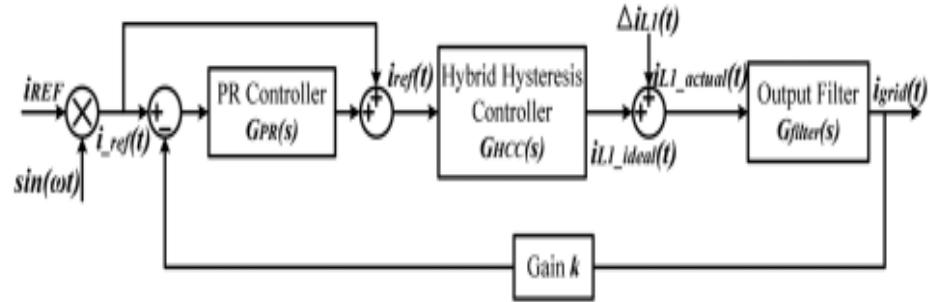 ΔiL1(t)
iREF
i_ref(t)
sin(ωt)
PR Controller
GPR(s)
iref(t)
Hybrid Hysteresis
Controller
GHCC(s)
iL1_ideal(t)
iL1_actual(t)
Output Filter
Gfilter(s)
igrid(t)
Gain k
+
−
+
+
+
+